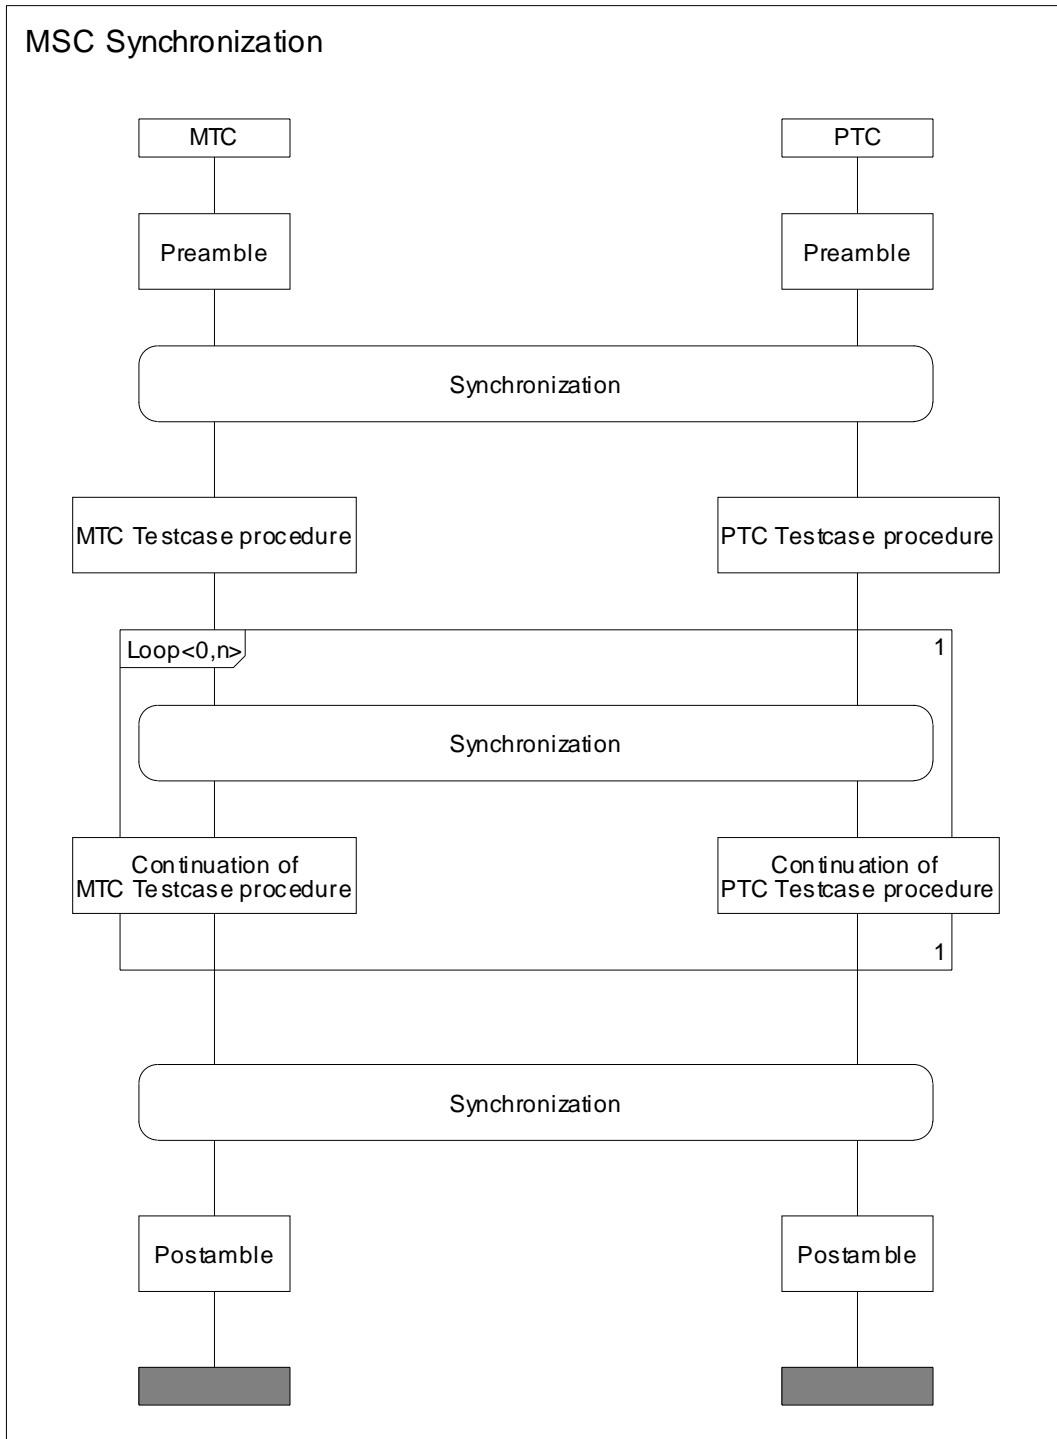 MSC Synchronization
MTC
PTC
Preamble
Preamble
Synchronization
MTC Testcase procedure
PTC Testcase procedure
Loop<0,n>
1
Synchronization
Continuation of
MTC Testcase procedure
Continuation of
PTC Testcase procedure
1
Synchronization
Postamble
Postamble